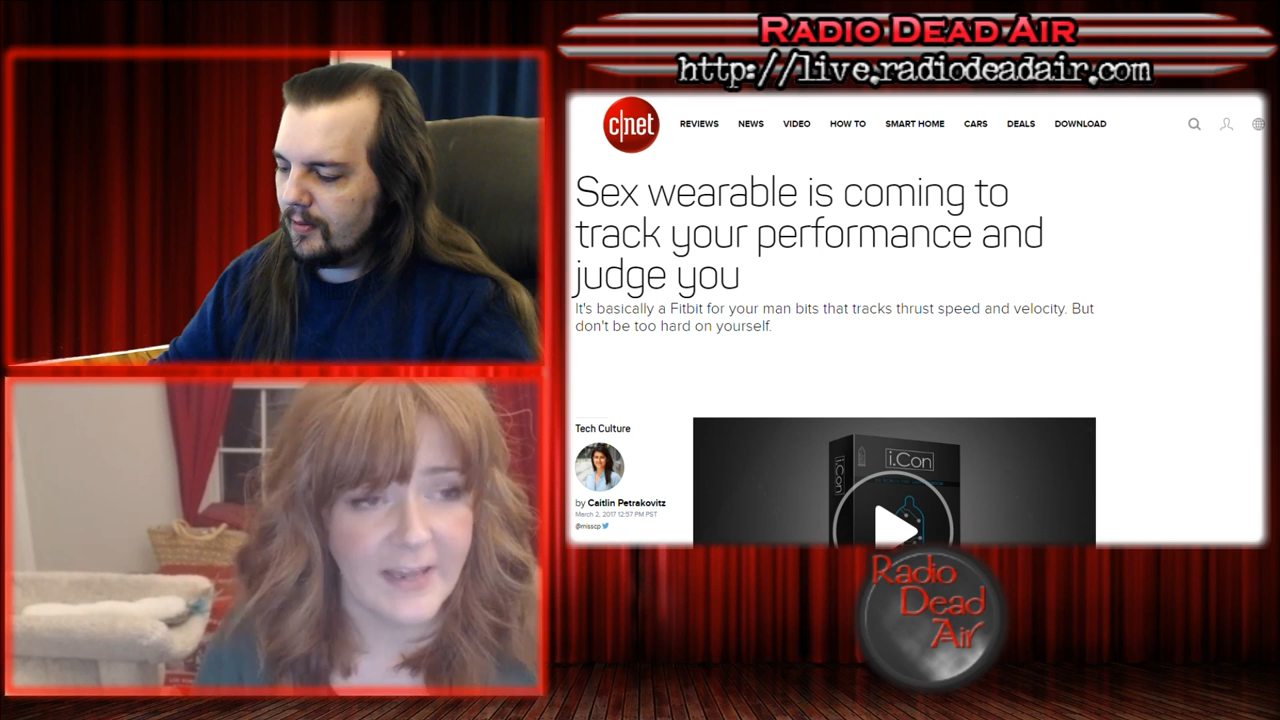 RADIO DEAD AIR
http://live.radiodeadair.com
c|net
REVIEWS NEWS VIDEO HOW TO SMART HOME CARS DEALS DOWNLOAD
Sex wearable is coming to
track your performance and
judge you
It's basically a Fitbit for your man bits that tracks thrust speed and velocity. But
don't be too hard on yourself.
Tech Culture
by Caitlin Petrakovitz
March 2, 2017 12:57 PM PST
@misscp
i.Con
i.Con
Radio
Dead
Air